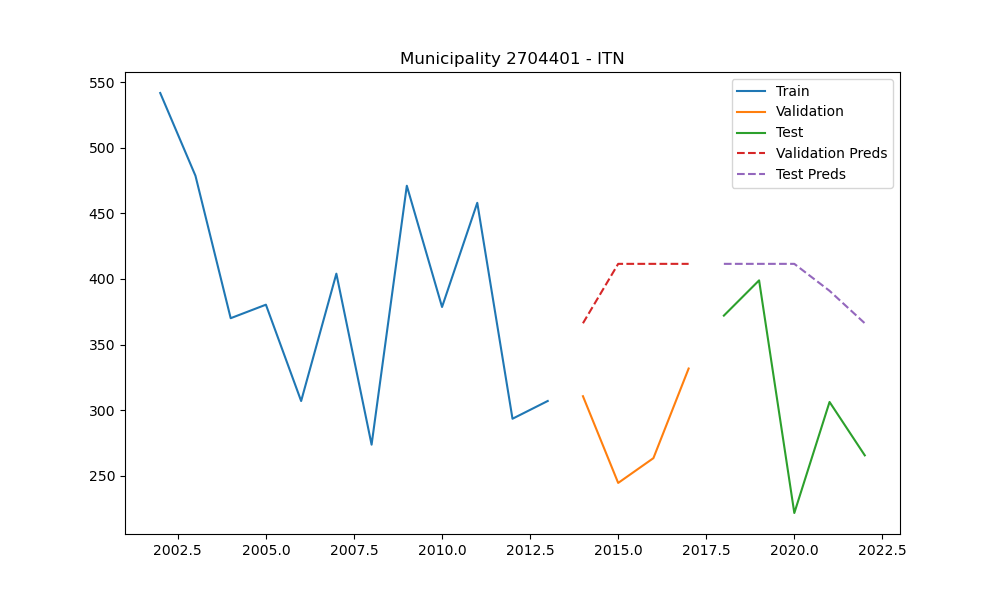 Municipality 2704401 - ITN
550
500
450
400
350
300
250
Train
Validation
Test
Validation Preds
Test Preds
2002.5 2005.0 2007.5 2010.0 2012.5 2015.0 2017.5 2020.0 2022.5